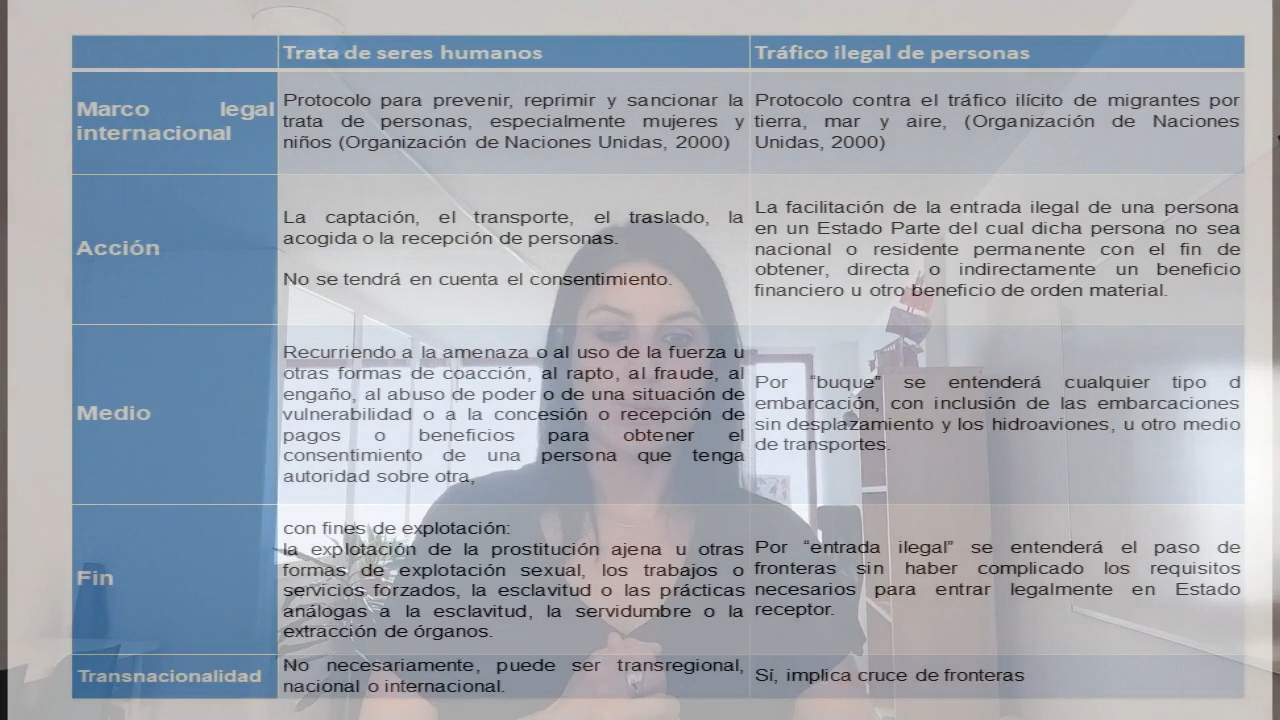 Trata de seres humanos
Tráfico ilegal de personas
Marco legal
internacional
Protocolo para prevenir, reprimir y sancionar la
trata de personas, especialmente mujeres y
niños (Organización de Naciones Unidas, 2000)
Protocolo contra el tráfico ilícito de migrantes por
tierra, mar y aire, (Organización de Naciones
Unidas, 2000)
Acción
La captación, el transporte, el traslado, la
acogida o la recepción de personas.
No se tendrá en cuenta el consentimiento.
La facilitación de la entrada ilegal de una persona
en un Estado Parte del cual dicha persona no sea
nacional o residente permanente con el fin de
obtener, directa o indirectamente un beneficio
financiero u otro beneficio de orden material.
Medio
Recurriendo a la amenaza o al uso de la fuerza u
otras formas de coacción, al rapto, al fraude, al
engaño, al abuso de poder o de una situación de
vulnerabilidad o a la concesión o recepción de
pagos o beneficios para obtener el
consentimiento de una persona que tenga
autoridad sobre otra,
Por “buque” se entenderá cualquier tipo d
embarcación, con inclusión de las embarcaciones
sin desplazamiento y los hidroaviones, u otro medio
de transportes.
Fin
con fines de explotación:
la explotación de la prostitución ajena u otras
formas de explotación sexual, los trabajos o
servicios forzados, la esclavitud o las prácticas
análogas a la esclavitud, la servidumbre o la
extracción de órganos.
Por “entrada ilegal” se entenderá el paso de
fronteras sin haber complicado los requisitos
necesarios para entrar legalmente en Estado
receptor.
Transnacionalidad
No necesariamente, puede ser transregional,
nacional o internacional.
Sí, implica cruce de fronteras